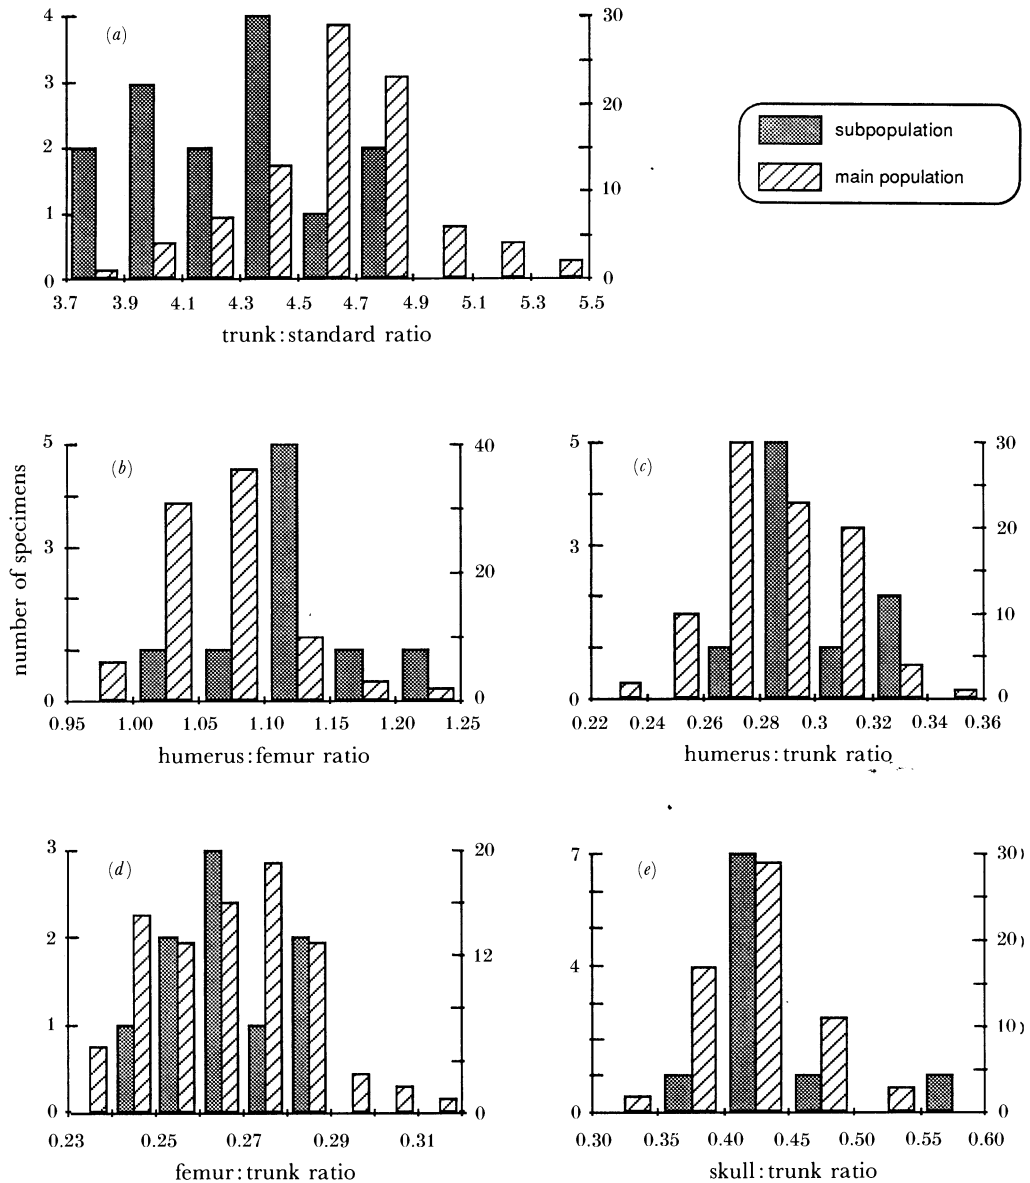 4
(a)
30
3
20
subpopulation
2
main population
10
1
0
0
3.7 3.9 4.1 4.3 4.5 4.7 4.9 5.1 5.3 5.5
trunk:standard ratio
number of specimens
5
(b)
40
3
20
0
0
0.95 1.00 1.05 1.10 1.15 1.20 1.25
humerus:femur ratio
5
(c)
30
20
3
10
0
0
0.22 0.24 0.26 0.28 0.3 0.32 0.34 0.36
humerus:trunk ratio
3
(d)
20
2
12
1
0
0
0.23 0.25 0.27 0.29 0.31
femur:trunk ratio
7
(e)
30)
20)
4
10)
0
0
0.30 0.35 0.40 0.45 0.50 0.55 0.60
skull:trunk ratio